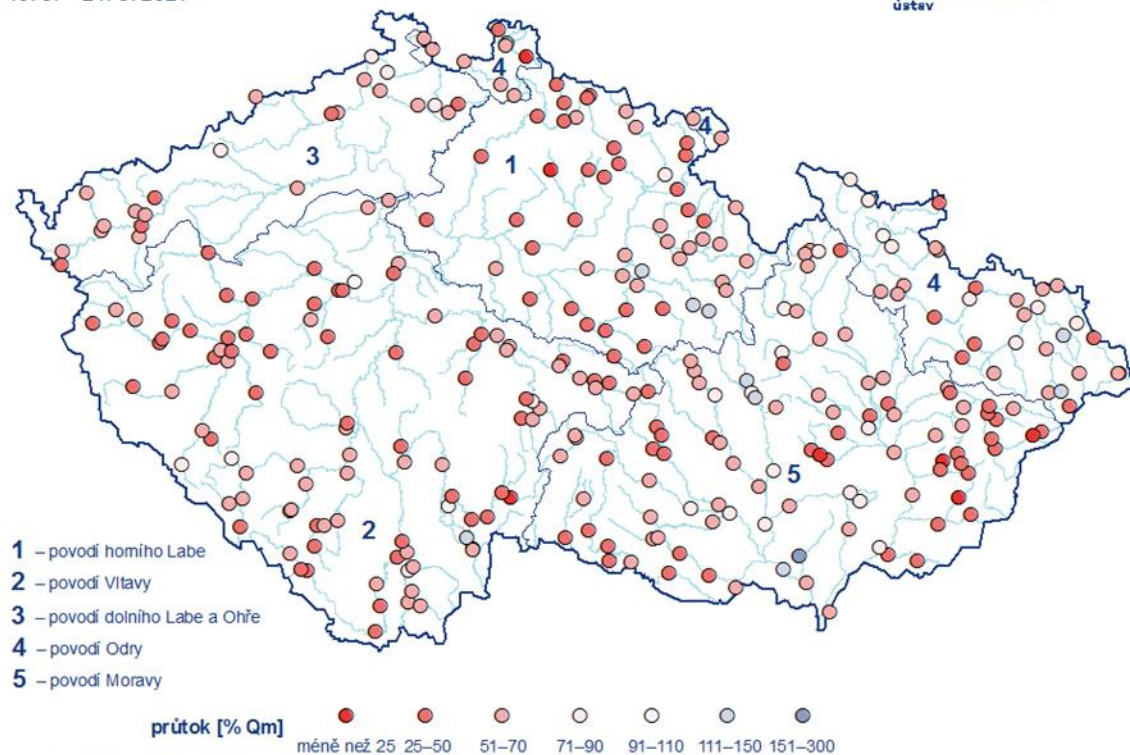 ústav
4
4
3
1
4
5
2
1 – povodí horního Labe
2 – povodí Vltavy
3 – povodí dolního Labe a Ohře
4 – povodí Odry
5 – povodí Moravy
průtok [% Qm]
méně než 25 25–50 51–70 71–90 91–110 111–150 151–300